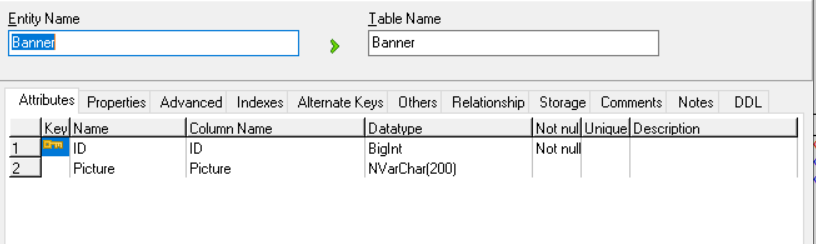 Entity Name Table Name
Banner Banner
Attributes Properties Advanced Indexes Alternate Keys Others Relationship Storage Comments Notes DDL
Key Name Column Name Datatype Not nul Unique Description
1 ID ID BigInt Not null
2 Picture Picture NVarChar(200)